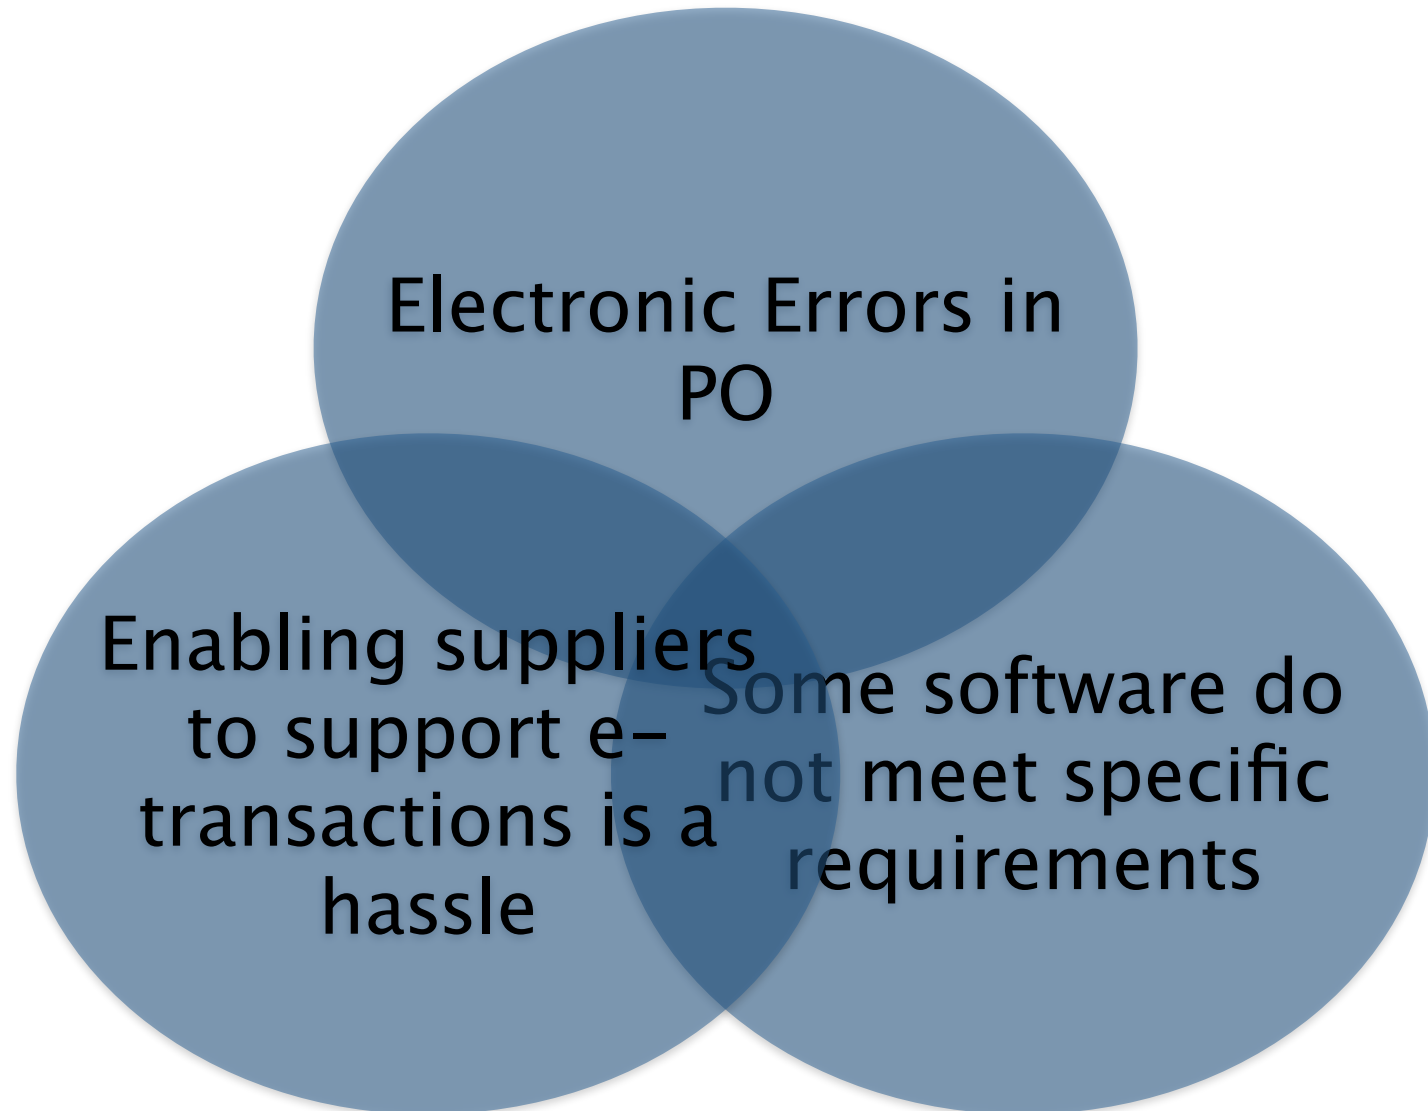 Electronic Errors in
PO
Enabling suppliers
to support e-
transactions is a
hassle
Some software do
not meet specific
requirements